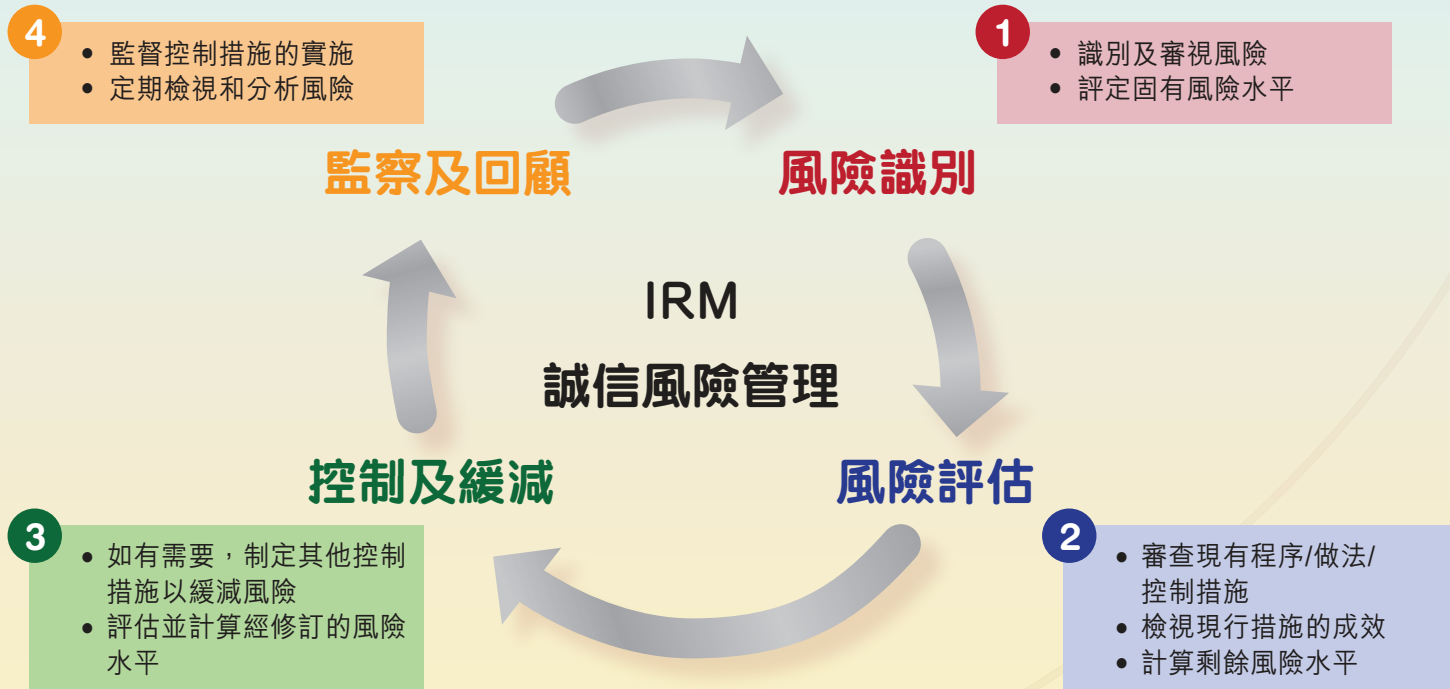 4
• 監督控制措施的實施
• 定期檢視和分析風險
1
• 識別及審視風險
• 評定固有風險水平
監察及回顧
風險識別
IRM
誠信風險管理
控制及緩減
風險評估
3
• 如有需要，制定其他控制
措施以緩減風險
• 評估並計算經修訂的風險
水平
2
• 審查現有程序/做法/
控制措施
• 檢視現行措施的成效
• 計算剩餘風險水平